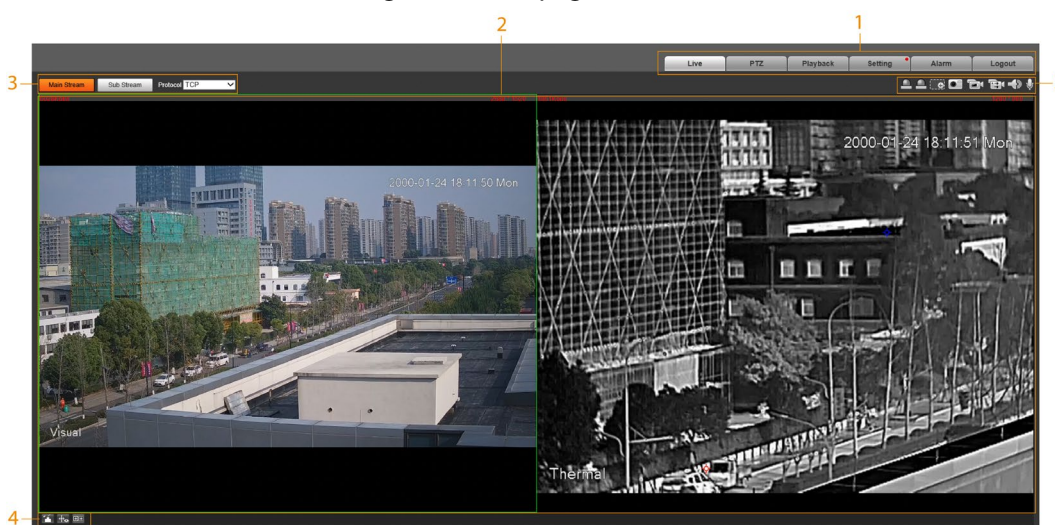 2
1
Live PTZ Playback Setting Alarm Logout
3
Main Stream Sub Stream Protocol TCP
2000-01-24 18:11:50 Mon
2000-01-24 18:11:51 Mon
Visual
Thermal
4